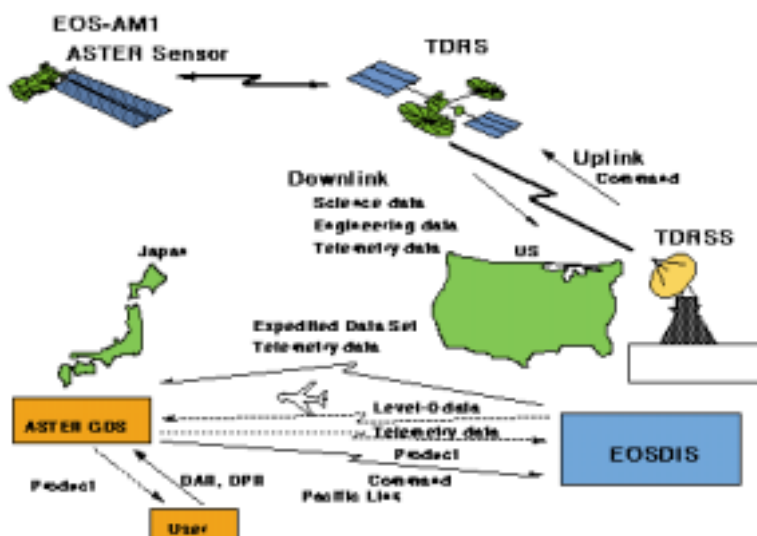 EOS-AM1
ASTER Sensor
TDRS
Uplink
Command
Downlink
Science data
Engineering data
Telemetry data
TDRSS
US
Japan
Expedited Data Set
Telemetry data
Level-0 data
ASTER GDS
Telemetry data
Product
EOSDIS
Command
Product
DAR, DPR
Pacific Link
User